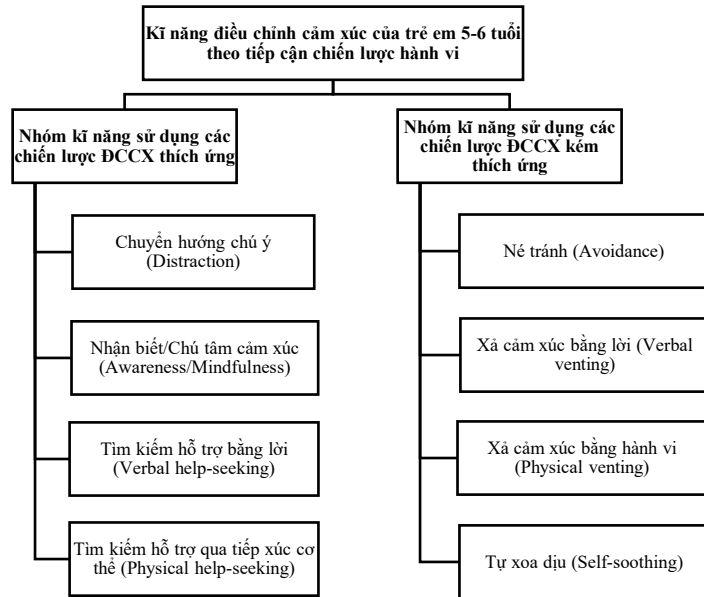 Kĩ năng điều chỉnh cảm xúc của trẻ em 5-6 tuổi
theo tiếp cận chiến lược hành vi
Nhóm kĩ năng sử dụng các
chiến lược ĐCCX thích ứng
Chuyển hướng chú ý
(Distraction)
Nhận biết/Chú tâm cảm xúc
(Awareness/Mindfulness)
Tìm kiếm hỗ trợ bằng lời
(Verbal help-seeking)
Tìm kiếm hỗ trợ qua tiếp xúc cơ
thể (Physical help-seeking)
Nhóm kĩ năng sử dụng các
chiến lược ĐCCX kém
thích ứng
Né tránh (Avoidance)
Xả cảm xúc bằng lời (Verbal
venting)
Xả cảm xúc bằng hành vi
(Physical venting)
Tự xoa dịu (Self-soothing)